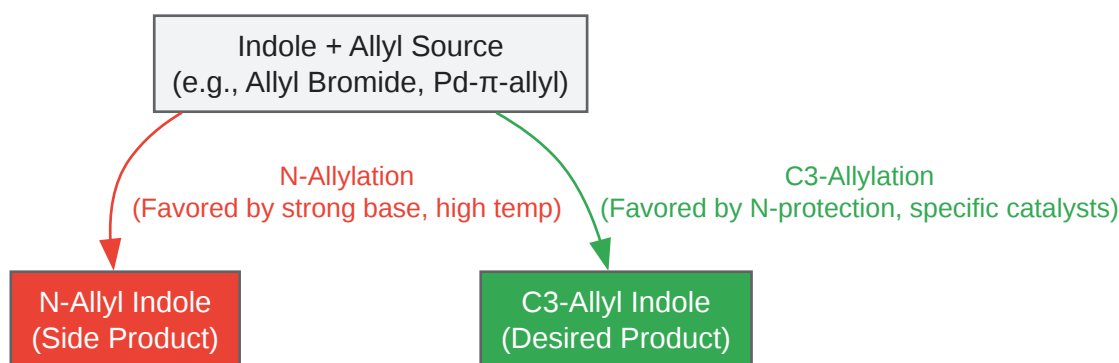 Indole + Allyl Source
(e.g., Allyl Bromide, Pd-π-allyl)
N-Allylation
(Favored by strong base, high temp)
C3-Allylation
(Favored by N-protection, specific catalysts)
N-Allyl Indole
(Side Product)
C3-Allyl Indole
(Desired Product)